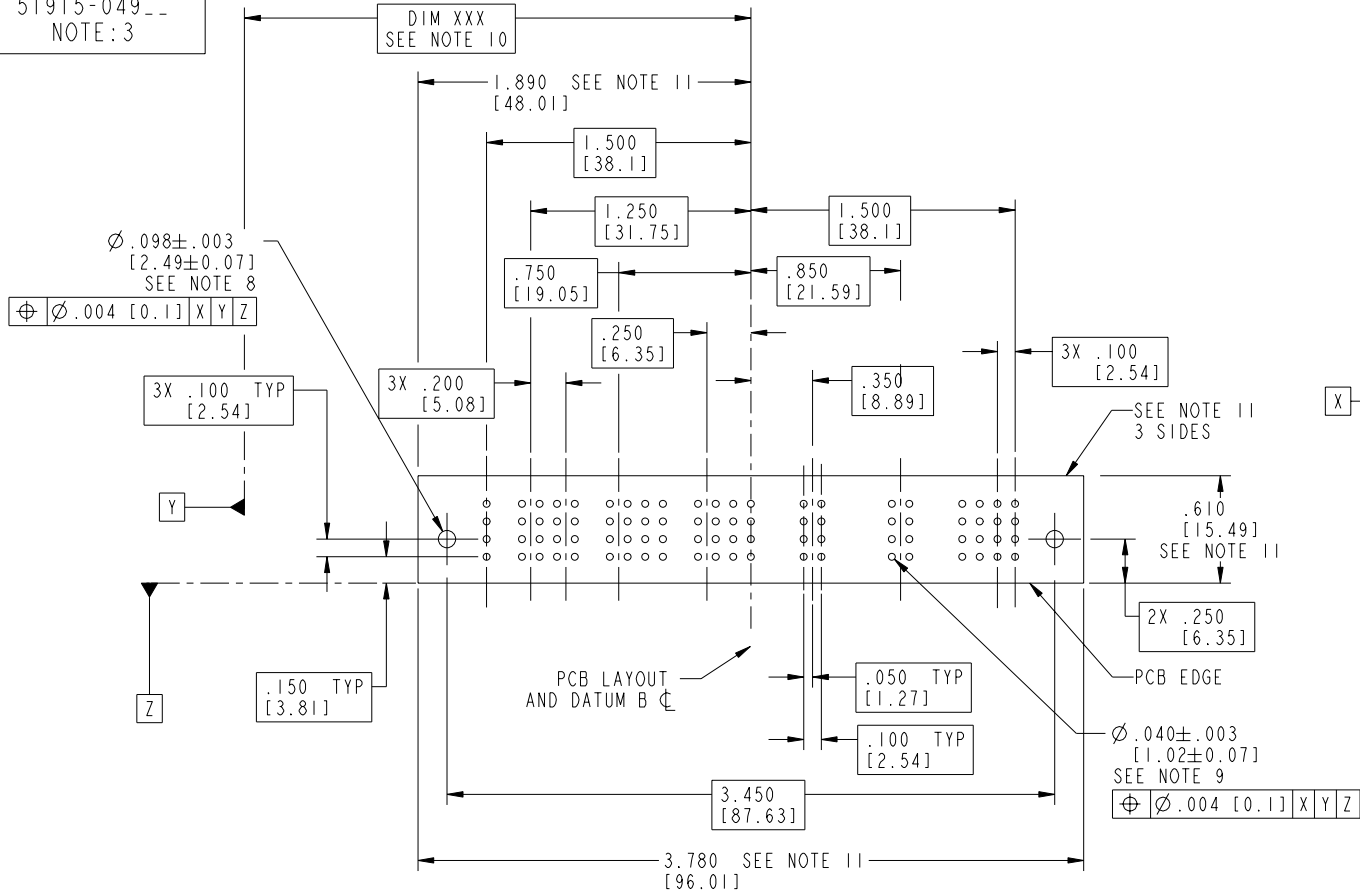 51915-049__
NOTE:3
DIM XXX
SEE NOTE 10
1.890 SEE NOTE 11
[48.01]
1.500
[38.1]
1.250
[31.75]
1.500
[38.1]
Ø.098±.003
[2.49±0.07]
SEE NOTE 8
⌖ Ø.004 [0.1] X Y Z
.750
[19.05]
.850
[21.59]
.250
[6.35]
3X .100
[2.54]
3X .100 TYP
[2.54]
3X .200
[5.08]
.350
[8.89]
X
SEE NOTE 11
3 SIDES
Y
.610
[15.49]
SEE NOTE 11
2X .250
[6.35]
Z
.150 TYP
[3.81]
PCB LAYOUT
AND DATUM B ℄
.050 TYP
[1.27]
PCB EDGE
.100 TYP
[2.54]
Ø.040±.003
[1.02±0.07]
SEE NOTE 9
⌖ Ø.004 [0.1] X Y Z
3.450
[87.63]
3.780 SEE NOTE 11
[96.01]